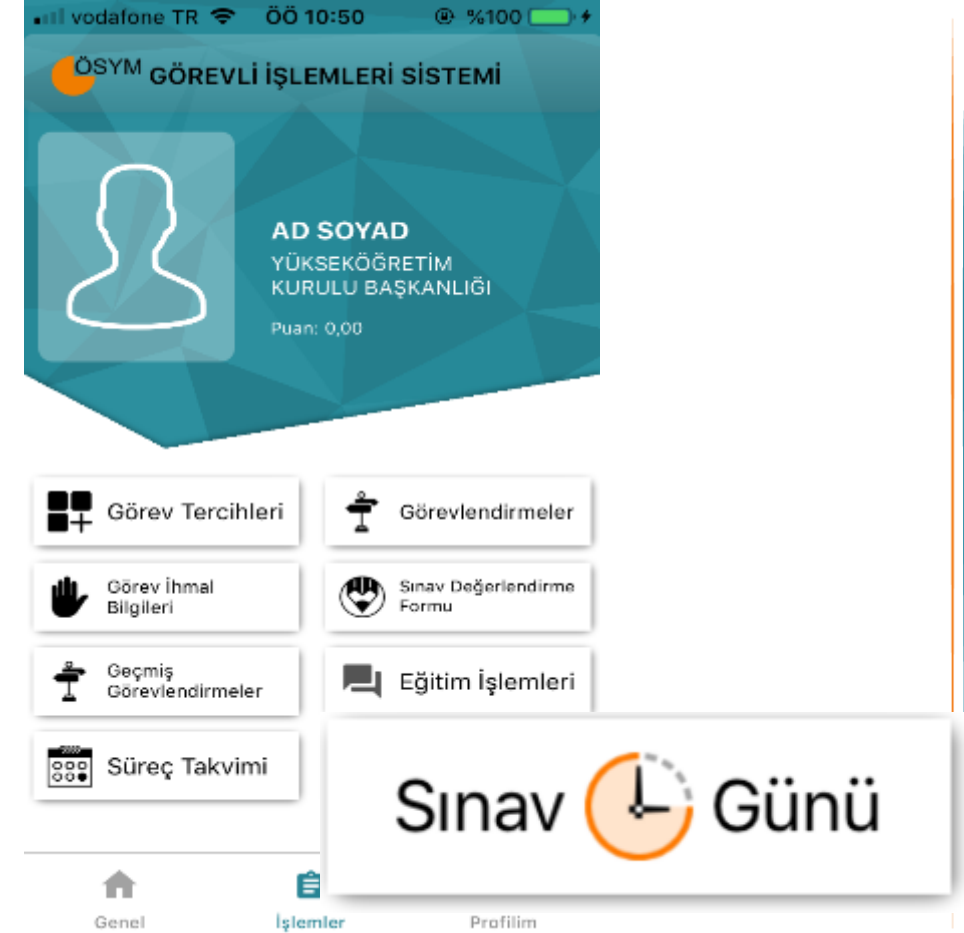 vodafone TR ÖÖ 10:50 %100
ÖSYM GÖREVLİ İŞLEMLERİ SİSTEMİ
AD SOYAD
YÜKSEKÖĞRETİM
KURULU BAŞKANLIĞI
Puan: 0,00
Görev Tercihleri
Görevlendirmeler
Görev İhmal
Bilgileri
Sınav Değerlendirme
Formu
Geçmiş
Görevlendirmeler
Eğitim İşlemleri
Süreç Takvimi
Sınav Günü
Genel
İşlemler
Profilim